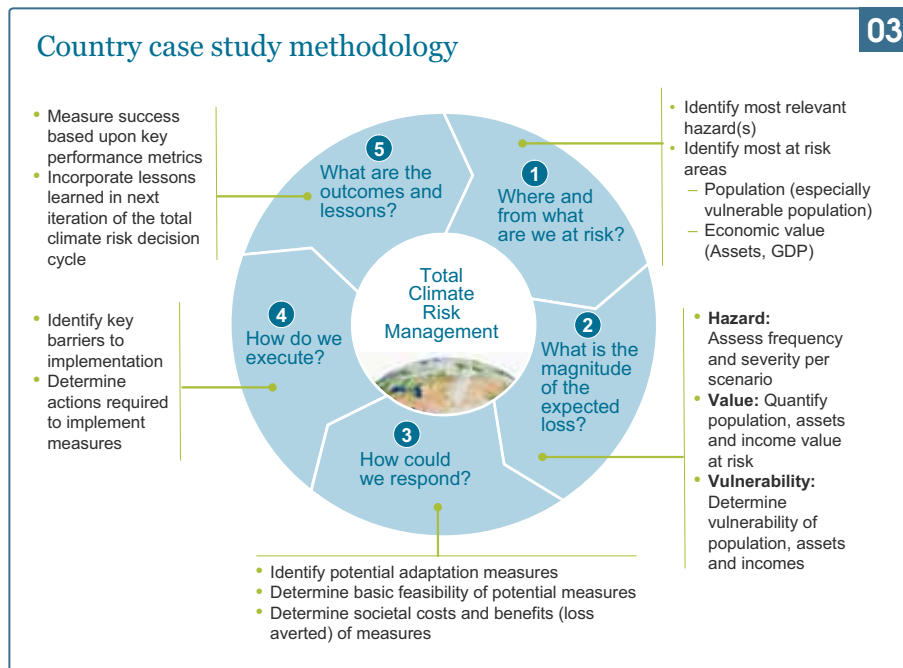 03
Country case study methodology
1
Where and
from what
are we at risk?
• Identify most relevant
hazard(s)
• Identify most at risk
areas
– Population (especially
vulnerable population)
– Economic value
(Assets, GDP)
2
What is the
magnitude
of the
expected
loss?
• Hazard:
Assess frequency
and severity per
scenario
• Value: Quantify
population, assets
and income value
at risk
• Vulnerability:
Determine
vulnerability of
population, assets
and incomes
3
How could
we respond?
• Identify potential adaptation measures
• Determine basic feasibility of potential measures
• Determine societal costs and benefits (loss
averted) of measures
4
How do we
execute?
• Identify key
barriers to
implementation
• Determine
actions required
to implement
measures
5
What are the
outcomes and
lessons?
• Measure success
based upon key
performance metrics
• Incorporate lessons
learned in next
iteration of the total
climate risk decision
cycle
Total
Climate
Risk
Management